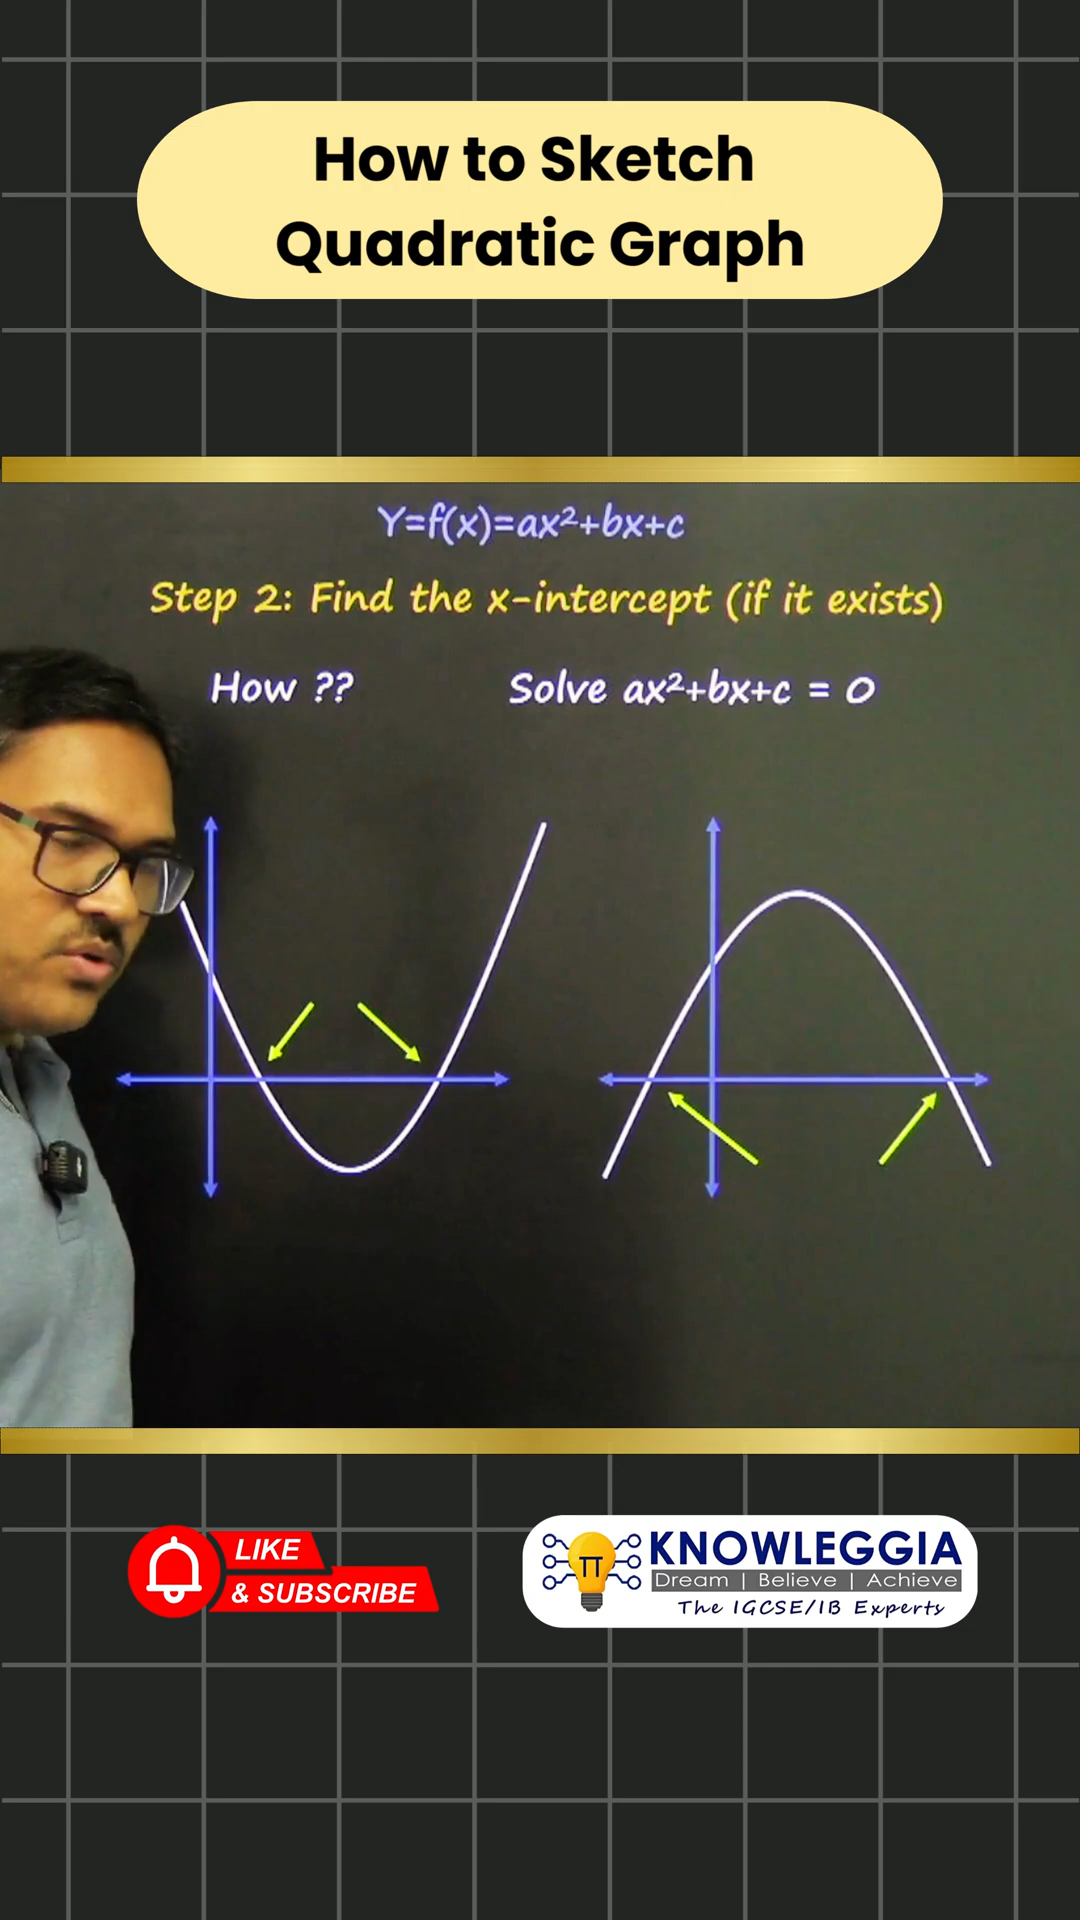 How to Sketch
Quadratic Graph
Y=f(x)=ax²+bx+c
Step 2: Find the x-intercept (if it exists)
How ??
Solve ax²+bx+c = 0
LIKE
& SUBSCRIBE
π
KNOWLEGGIA
Dream | Believe | Achieve
The IGCSE/IB Experts